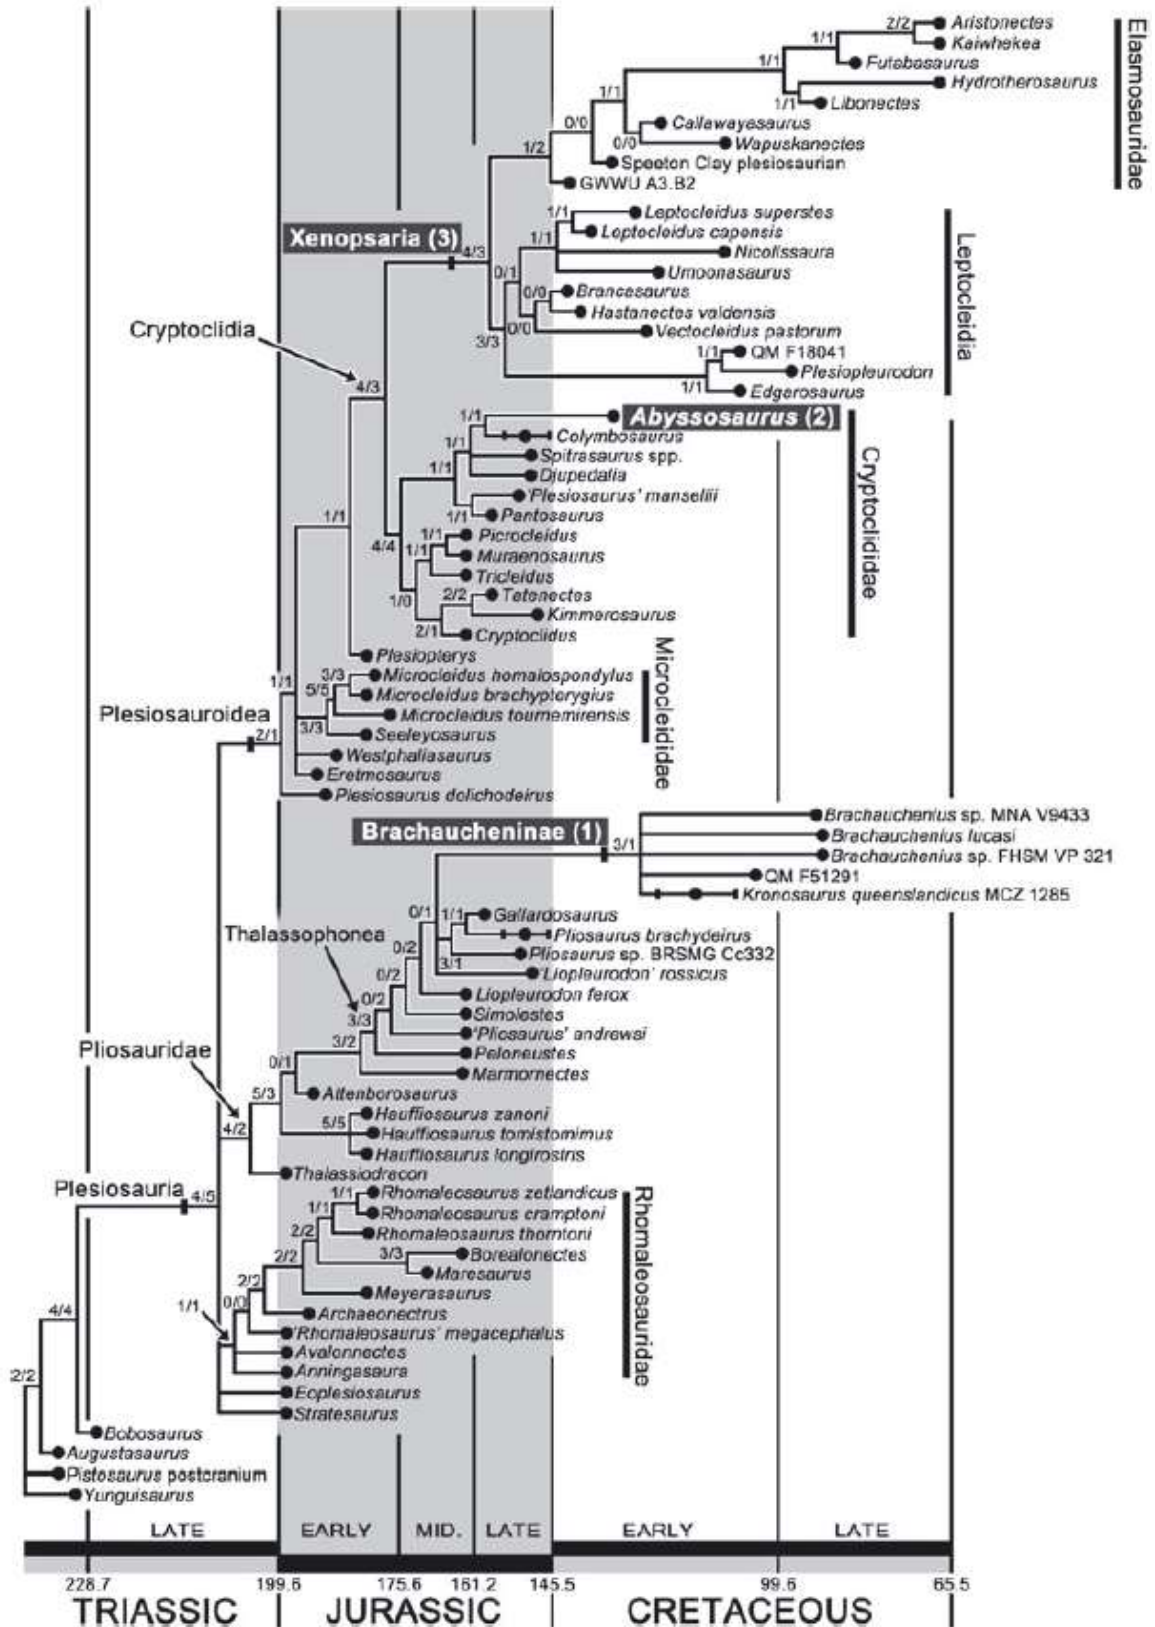 2/2 Aristonectes
1/1 Kaiwhekea
1/1 Futabasaurus
Hydrotherosaurus
1/1 Libonectes
1/1 Callawayasaurus
0/0 0/0 Wapuskanectes
1/2 Speeton Clay plesiosaurian
GWWU A3.B2
Elasmosauridae
1/1 Leptocleidus superstes
Leptocleidus capensis
Xenopsaria (3) 4/3 1/1 Nicolissaura
0/1 Umoonasaurus
0/0 Brancasaurus
Hastanectes valdensis
0/0 Vectocleidus pastorum
3/3
1/1 QM F18041
Plesiopleurodon
1/1 Edgerosaurus
Leptocleidia
Cryptoclidia
4/3
1/1 Abyssosaurus (2)
Colymbosaurus
1/1 Spitrasaurus spp.
1/1 Djupedalia
'Plesiosaurus' manselii
1/1 Pantosaurus
1/1 Picrocleidus
4/4 1/1 Muraenosaurus
Tricleidus
1/0 2/2 Tatenectes
Kimmerosaurus
2/1 Cryptoclidus
Cryptoclididae
1/1
Plesiopterys
1/1 3/3 Microcleidus homalospondylus
5/5 Microcleidus brachypterygius
Microcleidus tournemirensis
3/3 Seeleyosaurus
Microcleididae
Plesiosauroidea 2/1
Westphaliasaurus
Eretmosaurus
Plesiosaurus dolichodeirus
Brachaucheninae (1) 3/1
Brachauchenius sp. MNA V9433
Brachauchenius lucasi
Brachauchenius sp. FHSM VP 321
QM F51291
Kronosaurus queenslandicus MCZ 1285
0/1 1/1 Gallardosaurus
Thalassophonea
Pliosaurus brachydeirus
0/2 Pliosaurus sp. BRSMG Cc332
3/1 'Liopleurodon' rossicus
0/2 Liopleurodon ferox
3/3 Simolestes
'Pliosaurus' andrewsi
3/2 Peloneustes
Marmornectes
Pliosauridae
0/1
5/3 Attenborosaurus
Hauffiosaurus zanoni
4/2 5/5 Hauffiosaurus tomistomimus
Hauffiosaurus longirostris
Thalassiodracon
Plesiosauria 4/5
1/1 Rhomaleosaurus zetlandicus
1/1 Rhomaleosaurus cramptoni
2/2 Rhomaleosaurus thorntoni
2/2 3/3 Borealonectes
Maresaurus
2/2 Meyerasaurus
0/0 Archaeonectrus
1/1 'Rhomaleosaurus' megacephalus
Avalonnectes
Anningasaura
Rhomaleosauridae
4/4
2/2 Eoplesiosaurus
Stratesaurus
Bobosaurus
Augustasaurus
Pistosaurus postcranium
Yunguisaurus
LATE EARLY MID. LATE EARLY LATE
228.7 199.6 175.6 161.2 145.5 99.6 65.5
TRIASSIC JURASSIC CRETACEOUS